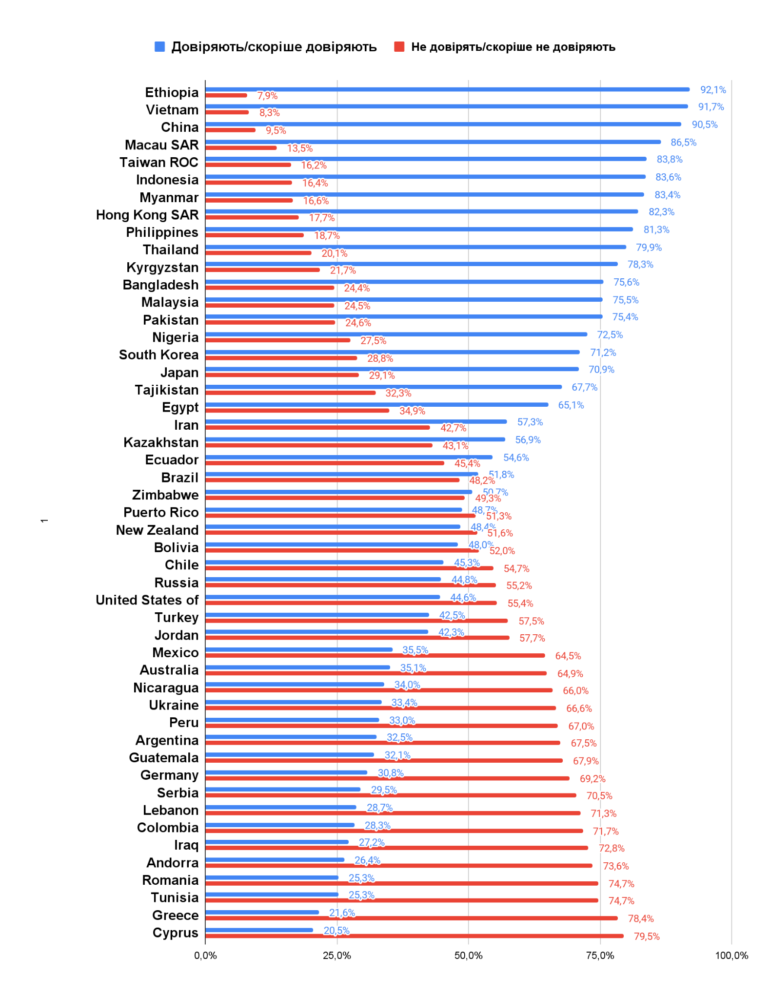 Довіряють/скоріше довіряють Не довірять/скоріше не довіряють
Ethiopia 92,1% 7,9%
Vietnam 91,7% 8,3%
China 90,5% 9,5%
Macau SAR 86,5% 13,5%
Taiwan ROC 83,8% 16,2%
Indonesia 83,6% 16,4%
Myanmar 83,4% 16,6%
Hong Kong SAR 82,3% 17,7%
Philippines 81,3% 18,7%
Thailand 79,9% 20,1%
Kyrgyzstan 78,3% 21,7%
Bangladesh 75,6% 24,4%
Malaysia 75,5% 24,5%
Pakistan 75,4% 24,6%
Nigeria 72,5% 27,5%
South Korea 71,2% 28,8%
Japan 70,9% 29,1%
Tajikistan 67,7% 32,3%
Egypt 65,1% 34,9%
Iran 57,3% 42,7%
Kazakhstan 56,9% 43,1%
Ecuador 54,6% 45,4%
Brazil 51,8% 48,2%
Zimbabwe 50,7% 49,3%
1
Puerto Rico 48,7% 51,3%
New Zealand 48,4% 51,6%
Bolivia 48,0% 52,0%
Chile 45,3% 54,7%
Russia 44,8% 55,2%
United States of 44,6% 55,4%
Turkey 42,5% 57,5%
Jordan 42,3% 57,7%
Mexico 35,5% 64,5%
Australia 35,1% 64,9%
Nicaragua 34,0% 66,0%
Ukraine 33,4% 66,6%
Peru 33,0% 67,0%
Argentina 32,5% 67,5%
Guatemala 32,1% 67,9%
Germany 30,8% 69,2%
Serbia 29,5% 70,5%
Lebanon 28,7% 71,3%
Colombia 28,3% 71,7%
Iraq 27,2% 72,8%
Andorra 26,4% 73,6%
Romania 25,3% 74,7%
Tunisia 25,3% 74,7%
Greece 21,6% 78,4%
Cyprus 20,5% 79,5%
0,0% 25,0% 50,0% 75,0% 100,0%